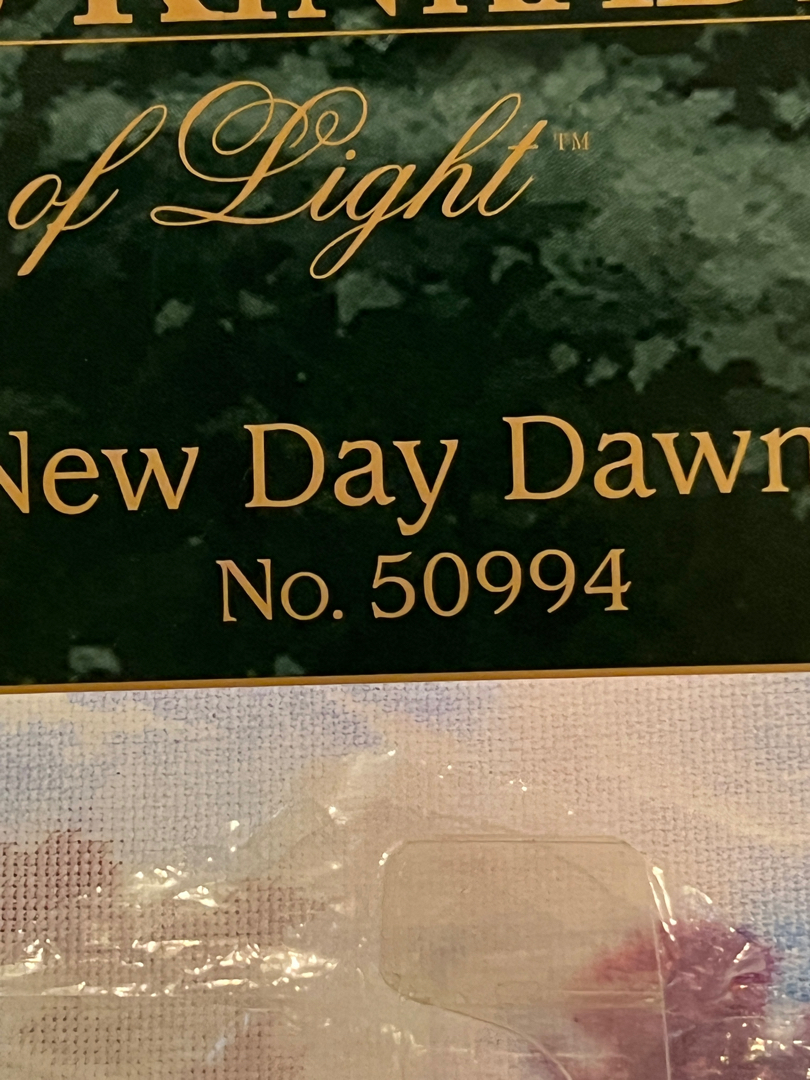 of Light™
New Day Dawn
No. 50994